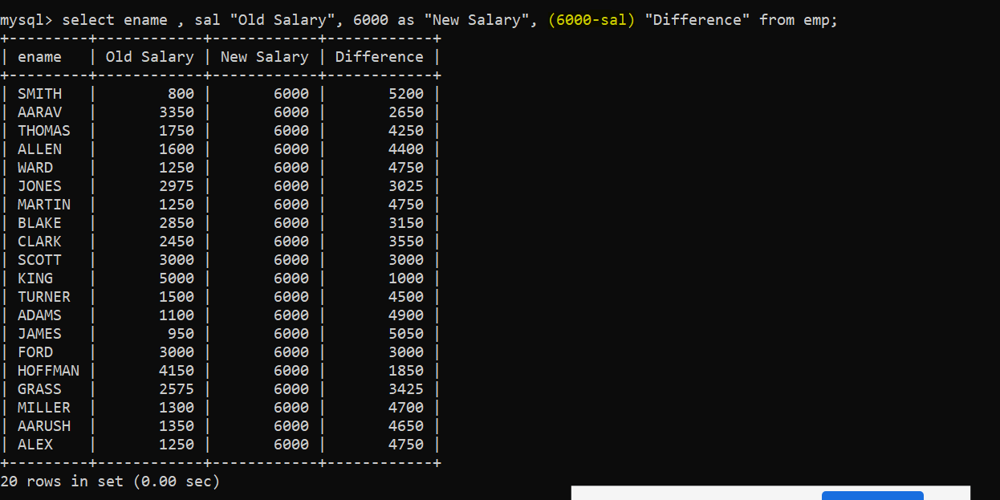 mysql> select ename , sal "Old Salary", 6000 as "New Salary", (6000-sal) "Difference" from emp;
+---------+------------+------------+------------+
| ename   | Old Salary | New Salary | Difference |
+---------+------------+------------+------------+
| SMITH   |        800 |       6000 |       5200 |
| AARAV   |       3350 |       6000 |       2650 |
| THOMAS  |       1750 |       6000 |       4250 |
| ALLEN   |       1600 |       6000 |       4400 |
| WARD    |       1250 |       6000 |       4750 |
| JONES   |       2975 |       6000 |       3025 |
| MARTIN  |       1250 |       6000 |       4750 |
| BLAKE   |       2850 |       6000 |       3150 |
| CLARK   |       2450 |       6000 |       3550 |
| SCOTT   |       3000 |       6000 |       3000 |
| KING    |       5000 |       6000 |       1000 |
| TURNER  |       1500 |       6000 |       4500 |
| ADAMS   |       1100 |       6000 |       4900 |
| JAMES   |        950 |       6000 |       5050 |
| FORD    |       3000 |       6000 |       3000 |
| HOFFMAN |       4150 |       6000 |       1850 |
| GRASS   |       2575 |       6000 |       3425 |
| MILLER  |       1300 |       6000 |       4700 |
| AARUSH  |       1350 |       6000 |       4650 |
| ALEX    |       1250 |       6000 |       4750 |
+---------+------------+------------+------------+
20 rows in set (0.00 sec)